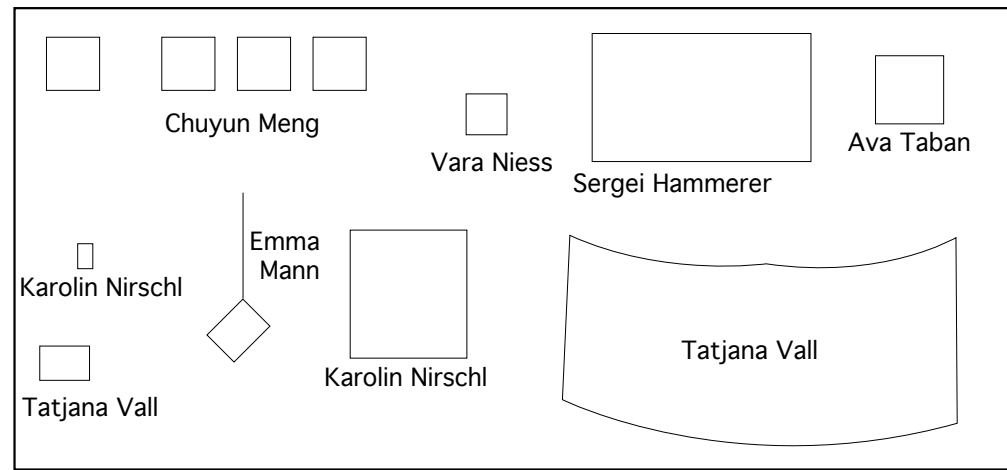 Chuyun Meng
Vara Niess
Sergei Hammerer
Ava Taban
Karolin Nirschl
Emma
Mann
Karolin Nirschl
Tatjana Vall
Tatjana Vall